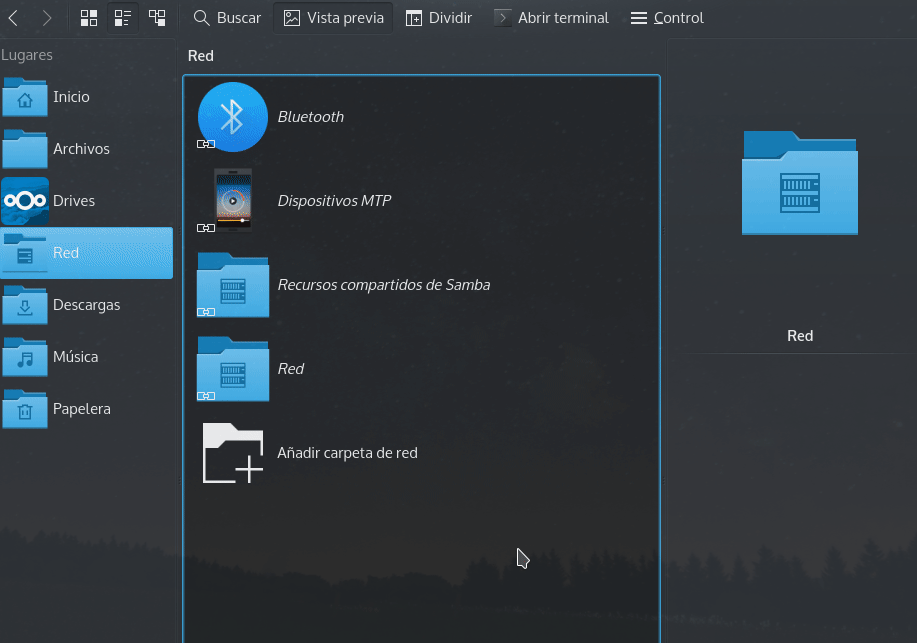 Buscar Vista previa Dividir Abrir terminal Control
Lugares
Inicio
Archivos
Drives
Red
Descargas
Música
Papelera
Red
Bluetooth
Dispositivos MTP
Recursos compartidos de Samba
Red
Añadir carpeta de red
Red